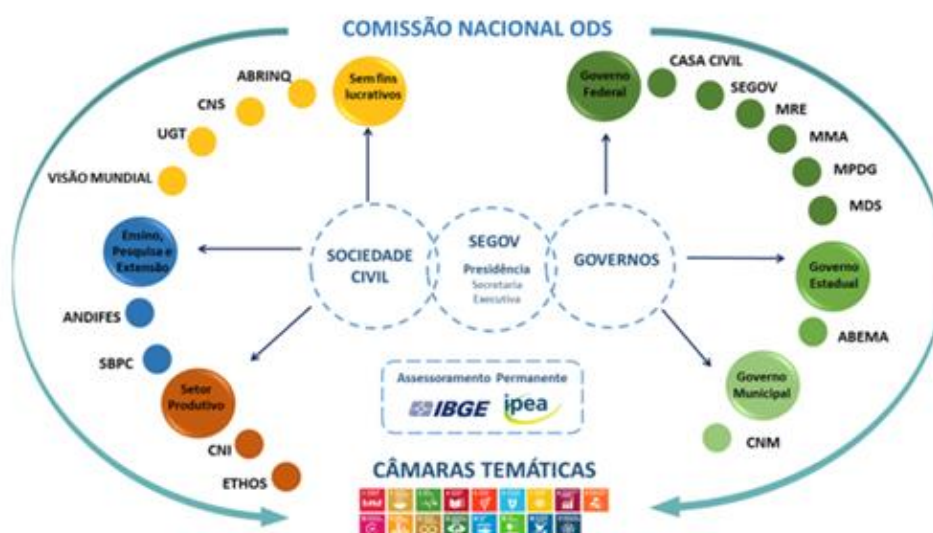 COMISSÃO NACIONAL ODS
ABRINQ
CNS
UGT
VISÃO MUNDIAL
Sem fins
lucrativos
Governo
Federal
CASA CIVIL
SEGOV
MRE
MMA
MPDG
MDS
Ensino,
Pesquisa e
Extensão
SOCIEDADE
CIVIL
SEGOV
Presidência
Secretaria
Executiva
GOVERNOS
Governo
Estadual
ANDIFES
SBPC
ABEMA
Setor
Produtivo
Assessoramento Permanente
IBGE
ipea
Governo
Municipal
CNI
ETHOS
CNM
CÂMARAS TEMÁTICAS